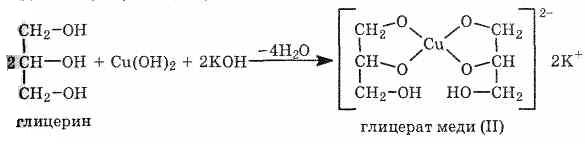 CH₂–OH CH₂–O O–CH₂ 2–
2 CH–OH + Cu(OH)₂ + 2KOH –4H₂O Cu 2K⁺
CH–O O–CH
CH₂–OH CH₂–OH HO–CH₂
глицерин глицерат меди (II)